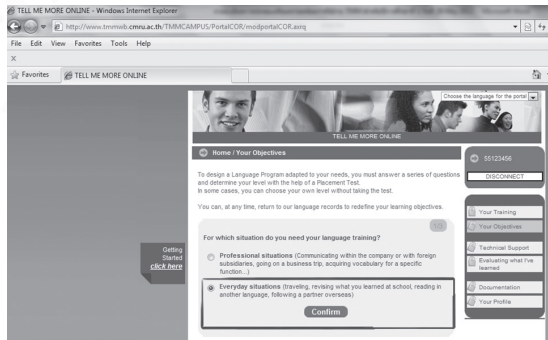 TELL ME MORE ONLINE - Windows Internet Explorer
http://www.tmmwib.cmru.ac.th/TMMCAMPUS/PortalCOR/modportalCOR.axrq
File Edit View Favorites Tools Help
x
Favorites TELL ME MORE ONLINE
Choose the language for the portal
TELL ME MORE ONLINE
Home / Your Objectives
To design a Language Program adapted to your needs, you must answer a series of questions
and determine your level with the help of a Placement Test.
In some cases, you can choose your own level without taking the test.
You can, at any time, return to our language records to redefine your learning objectives.
For which situation do you need your language training?
Professional situations (Communicating within the company or with foreign
subsidiaries, going on a business trip, acquiring vocabulary for a specific
function...)
Everyday situations (traveling, revising what you learned at school, reading in
another language, following a partner overseas)
Confirm
Getting
Started
click here
55123456
DISCONNECT
Your Training
Your Objectives
Technical Support
Evaluating what I've
learned
Documentation
Your Profile